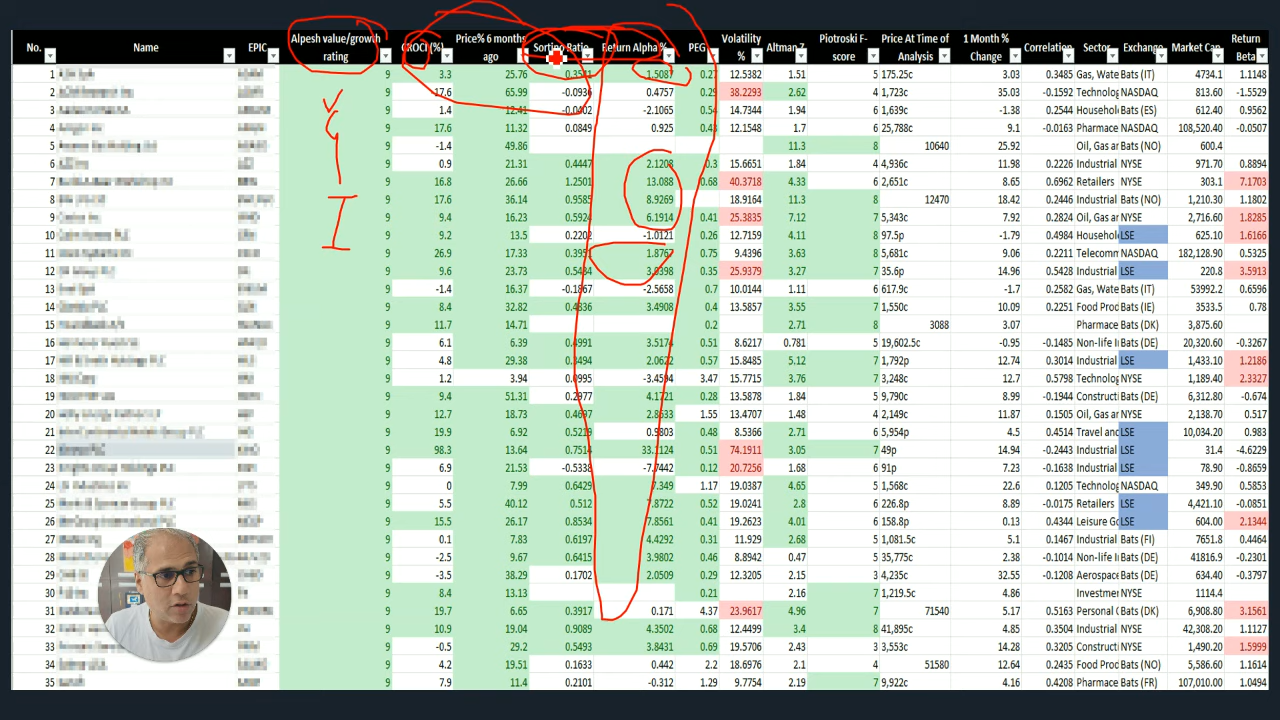 No. Name EPIC Alpesh value/growth rating CROCI (%) Price% 6 months ago Sortino Ratio Return Alpha % PEG Volatility % Altman Z Piotroski F-score Price At Time of Analysis 1 Month % Change Correlation Sector Exchange Market Cap Return Beta
1 9 3.3 25.76 0.3541 1.5087 0.27 12.5382 1.51 5 175.25c 3.03 0.3485 Gas, Wate Bats (IT) 4734.1 1.1148
2 9 17.6 65.99 -0.0936 0.4757 0.29 38.2293 2.62 4 1,723c 35.03 -0.1592 Technolog NASDAQ 813.60 -1.5529
3 9 1.4 12.41 -0.0402 -2.1065 0.54 14.7344 1.94 6 1,639c -1.38 0.2544 Household Bats (ES) 612.40 0.9562
4 9 17.6 11.32 0.0849 0.925 0.43 12.1548 1.7 6 25,788c 9.1 -0.0163 Pharmace NASDAQ 108,520.40 -0.0507
5 9 -1.4 49.86 11.3 8 10640 25.92 Oil, Gas ar Bats (NO) 600.4
6 9 0.9 21.31 0.4447 2.1208 0.3 15.6651 1.84 4 4,936c 11.98 0.2226 Industrial NYSE 971.70 0.8894
7 9 16.8 26.66 1.2501 13.088 0.68 40.3718 4.33 6 2,651c 8.65 0.6962 Retailers NYSE 303.1 7.1703
8 9 17.6 36.14 0.9585 8.9269 18.9164 11.24 8 12470 18.42 0.2446 Industrial Bats (NO) 1,210.30 1.1802
9 9 9.4 16.23 0.5924 6.1914 0.41 25.3835 7.12 7 5,343c 7.92 0.2824 Oil, Gas ar NYSE 2,716.60 1.8285
10 9 9.2 13.5 0.2202 -1.0121 0.26 12.7159 4.11 8 97.5p -1.79 0.4984 Househol LSE 625.10 1.6166
11 9 26.9 17.33 0.3951 1.8767 0.75 9.4396 3.63 8 5,681c 9.06 0.2211 Telecomm NASDAQ 182,128.90 0.5325
12 9 9.6 23.73 0.5484 3.0398 0.35 25.9379 3.27 7 35.6p 14.96 0.5428 Industrial LSE 220.8 3.5913
13 9 -1.4 16.37 -0.1867 -2.5658 0.7 10.0144 1.11 6 617.9c -1.7 0.2582 Gas, Wate Bats (IT) 53992.2 0.6596
14 9 8.4 32.82 0.4836 3.4908 0.4 13.5857 3.55 7 1,550c 10.09 0.2251 Food Prod Bats (IE) 3533.5 0.78
15 9 11.7 14.71 0.2 2.71 8 3088 3.07 Pharmace Bats (DK) 3,875.60
16 9 6.1 6.39 0.4991 3.5174 0.51 8.6217 0.781 5 19,602.5c -0.95 -0.1485 Non-life I Bats (DE) 20,320.60 -0.3267
17 9 4.8 29.38 0.3494 2.0622 0.57 15.8485 5.12 7 1,792p 12.74 0.3014 Industrial LSE 1,433.10 1.2186
18 9 1.2 3.94 0.0995 -3.4594 3.47 15.7715 3.76 7 3,248c 12.7 0.5798 Technolog NYSE 1,189.40 2.3327
19 9 9.4 51.31 0.2977 4.1721 0.28 13.5878 1.84 5 9,790c 8.99 -0.1944 Constructi Bats (DE) 6,312.80 -0.674
20 9 12.7 18.73 0.4697 2.8633 1.55 13.4707 1.48 4 2,149c 11.87 0.1505 Oil, Gas ar NYSE 2,138.70 0.517
21 9 19.9 6.92 0.5219 0.9803 0.48 8.5366 2.71 6 5,954p 4.5 0.4514 Travel and LSE 10,034.20 0.983
22 9 98.3 13.64 0.7514 0.51 74.1911 3.05 7 49p 14.94 -0.2443 Industrial LSE 31.4 -4.6229
23 9 6.9 21.53 -0.5338 0.12 20.7256 1.68 6 91p 7.23 -0.1638 Industrial LSE 78.90 -0.8659
24 9 0 7.99 0.6429 7.349 1.17 19.0387 4.65 5 1,568c 22.6 0.1205 Technolog NASDAQ 349.90 0.5853
25 9 5.5 40.12 0.512 0.52 19.0241 2.8 6 226.8p 8.89 -0.0175 Retailers LSE 4,421.10 -0.0851
26 9 15.5 26.17 0.8534 7.8561 0.41 19.2623 4.01 6 158.8p 0.13 0.4344 Leisure Go LSE 604.00 2.1344
27 9 0.1 7.83 0.6197 4.4292 0.31 11.929 2.68 6 1,081.5c 5.1 0.1467 Industrial Bats (FI) 7651.8 0.4464
28 9 -2.5 9.67 0.6415 3.9802 0.46 8.8942 0.47 5 35,775c 2.38 -0.1014 Non-life In Bats (DE) 41816.9 -0.2301
29 9 -3.5 38.29 0.1702 2.0509 0.29 12.3205 2.15 3 4,235c 32.55 -0.1208 Aerospace Bats (DE) 634.40 -0.3797
30 9 8.4 13.13 0.21 2.16 7 1,219.5c 4.86 Investmer NYSE 1114.4
31 9 19.7 6.65 0.3917 0.171 4.37 23.9617 4.96 7 71540 5.17 0.5163 Personal ( Bats (DK) 6,908.80 3.1561
32 9 10.9 19.04 0.9089 4.3502 0.68 12.4499 3.4 8 41,895c 4.85 0.3504 Industrial Bats (DK) 42,308.20 1.1127
33 9 -0.5 29.2 0.5493 3.8431 0.69 19.5706 2.43 3 3,553c 14.28 0.3205 Constructi NYSE 1,490.20 1.5999
34 9 4.2 19.51 0.1633 0.442 2.2 18.6976 2.1 4 51580 12.64 0.2435 Food Prod Bats (NO) 5,586.60 1.1614
35 9 7.9 11.4 0.2101 -0.312 1.29 9.7754 2.19 7 9,922c 4.16 0.4208 Pharmace Bats (FR) 107,010.00 1.0494